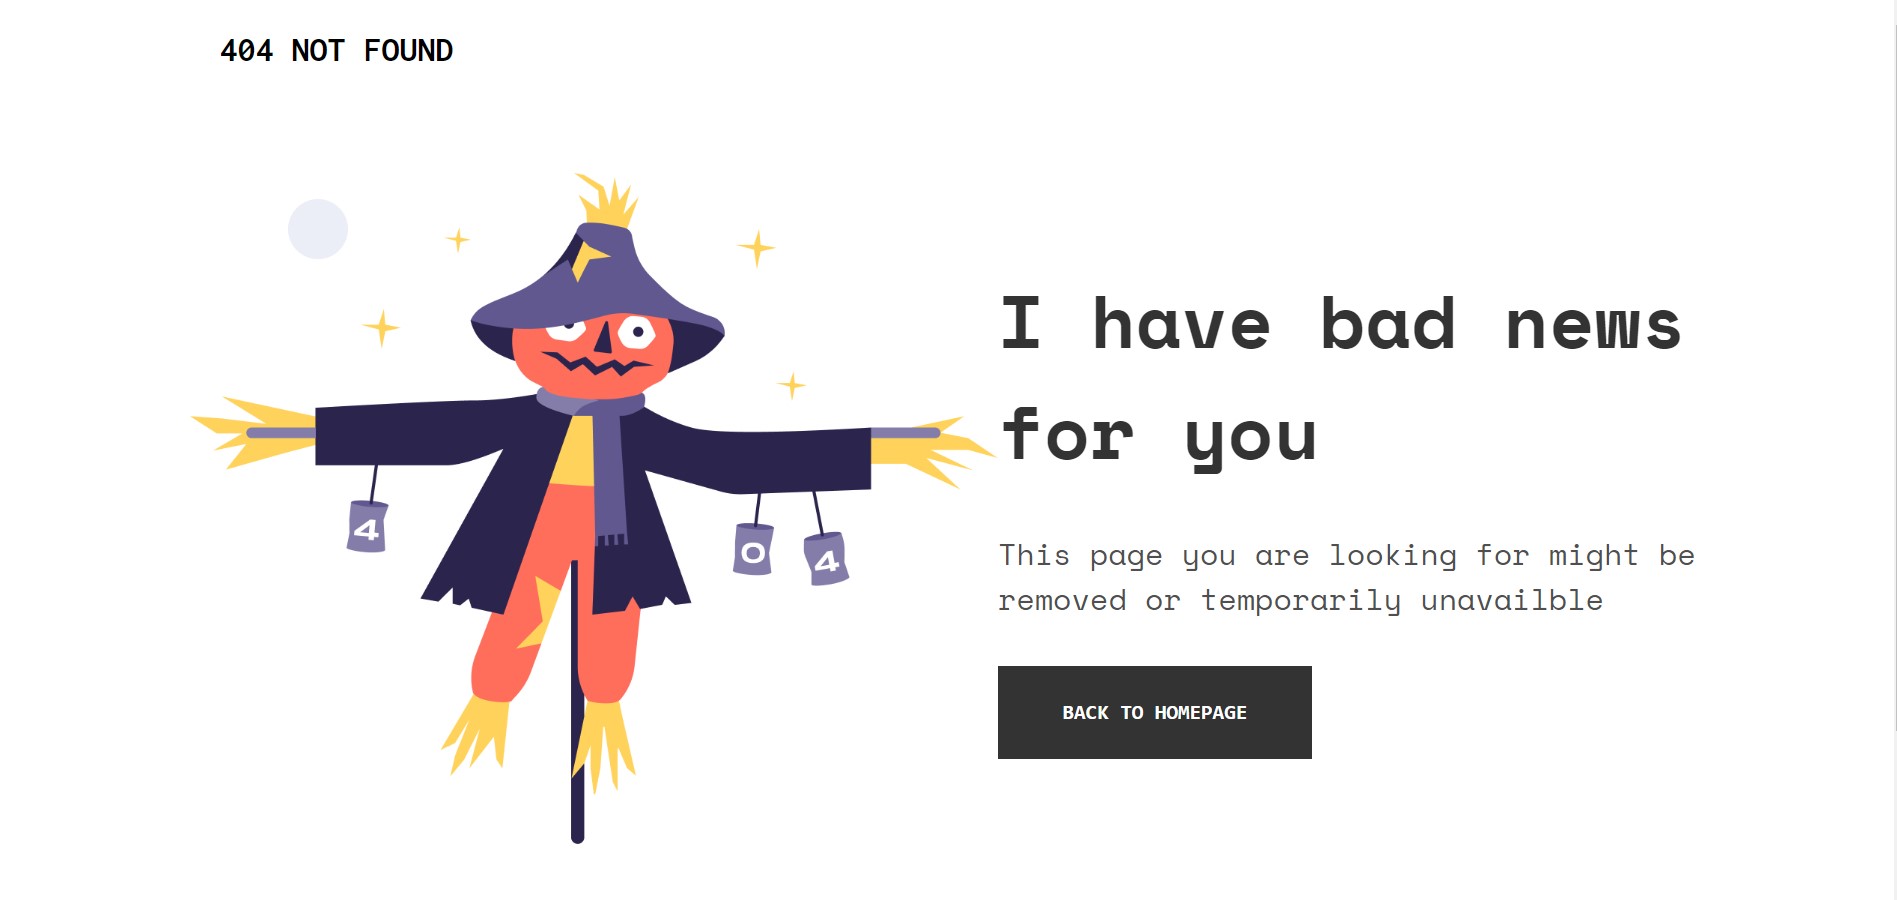 404 NOT FOUND
4
0
4
I have bad news
for you
This page you are looking for might be
removed or temporarily unavailble
BACK TO HOMEPAGE